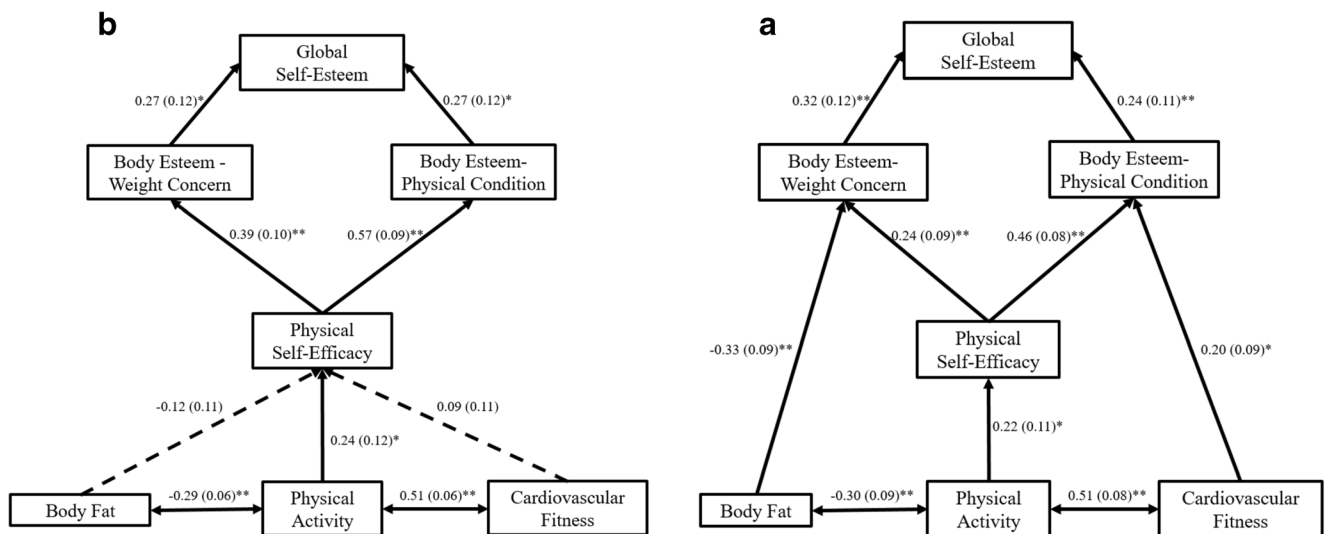 b
Global
Self-Esteem
0.27 (0.12)*
0.27 (0.12)*
Body Esteem -
Weight Concern
Body Esteem-
Physical Condition
0.39 (0.10)**
0.57 (0.09)**
Physical
Self-Efficacy
-0.12 (0.11)
0.09 (0.11)
0.24 (0.12)*
-0.29 (0.06)**
0.51 (0.06)**
Body Fat
Physical
Activity
Cardiovascular
Fitness
a
Global
Self-Esteem
0.32 (0.12)**
0.24 (0.11)**
Body Esteem-
Weight Concern
Body Esteem-
Physical Condition
0.24 (0.09)**
0.46 (0.08)**
Physical
Self-Efficacy
-0.33 (0.09)**
0.20 (0.09)*
0.22 (0.11)*
-0.30 (0.09)**
0.51 (0.08)**
Body Fat
Physical
Activity
Cardiovascular
Fitness